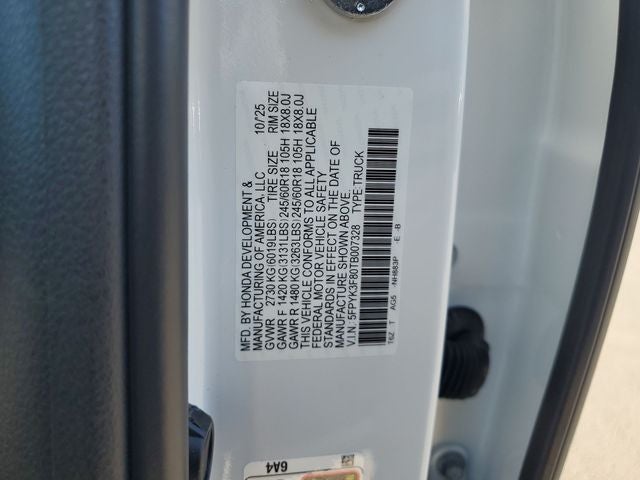 MFD. BY HONDA DEVELOPMENT &
MANUFACTURING OF AMERICA, LLC 10/'25
GVWR 2730 KG(6019LBS) TIRE SIZE RIM SIZE
GAWR F 1420 KG(3131LBS)245/60R18 105H 18X8.0J
GAWR R 1480 KG(3263LBS)245/60R18 105H 18X8.0J
THIS VEHICLE CONFORMS TO ALL APPLICABLE
FEDERAL MOTOR VEHICLE SAFETY
STANDARDS IN EFFECT ON THE DATE OF
MANUFACTURE SHOWN ABOVE.
V.I.N. 5FPYK3F80TB007328 TYPE:TRUCK
T6Z T AG5 -NH883P -E -B
6A4